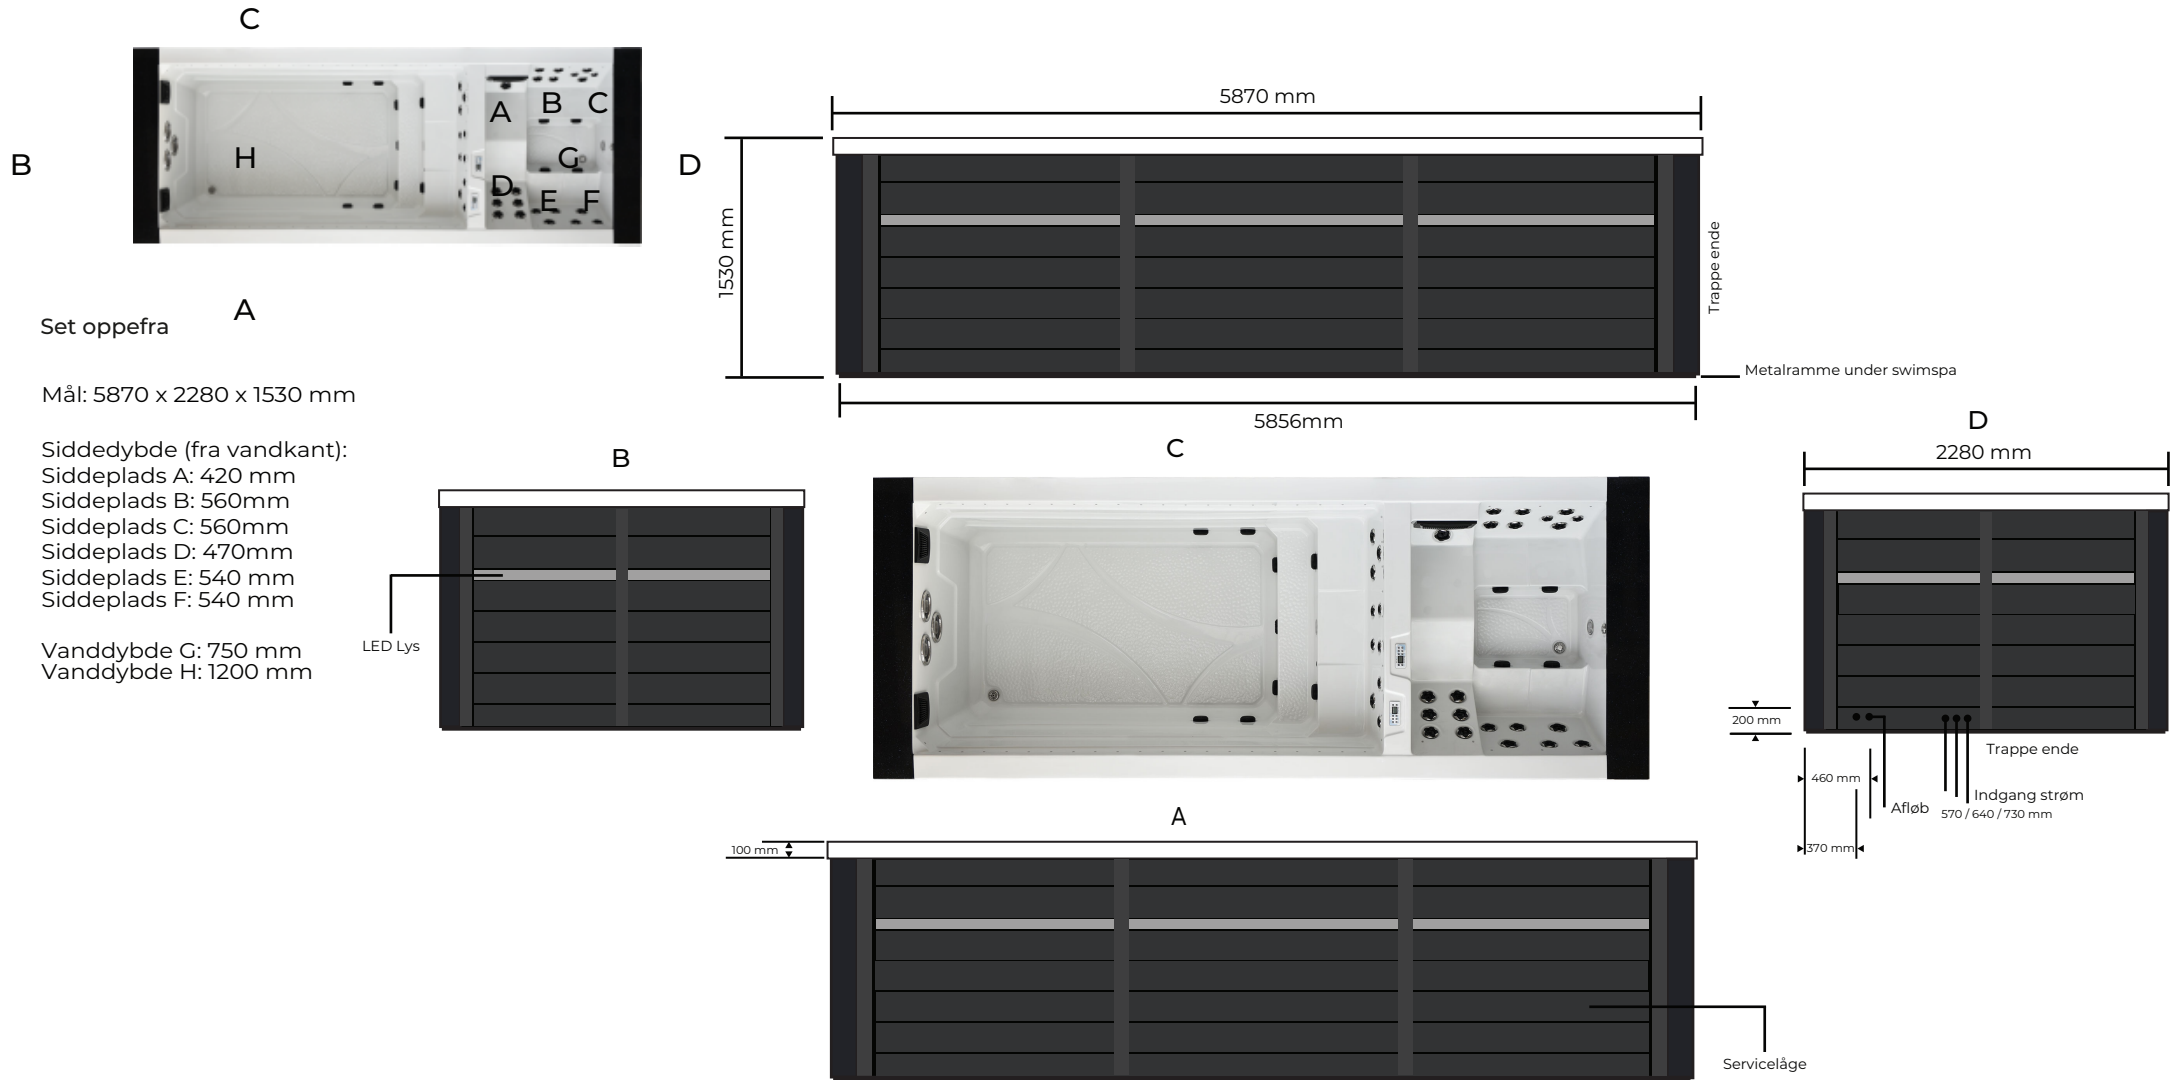 C
B
D
A
B
C
D
E
F
G
H
A
Set oppefra
Mål: 5870 x 2280 x 1530 mm
Siddedybde (fra vandkant):
Siddeplads A: 420 mm
Siddeplads B: 560mm
Siddeplads C: 560mm
Siddeplads D: 470mm
Siddeplads E: 540 mm
Siddeplads F: 540 mm
Vanddybde G: 750 mm
Vanddybde H: 1200 mm
5870 mm
1530 mm
Trappe ende
Metalramme under swimspa
5856mm
B
LED Lys
C
D
2280 mm
200 mm
Trappe ende
460 mm
Afløb
Indgang strøm
570 / 640 / 730 mm
370 mm
A
100 mm
Servicelåge